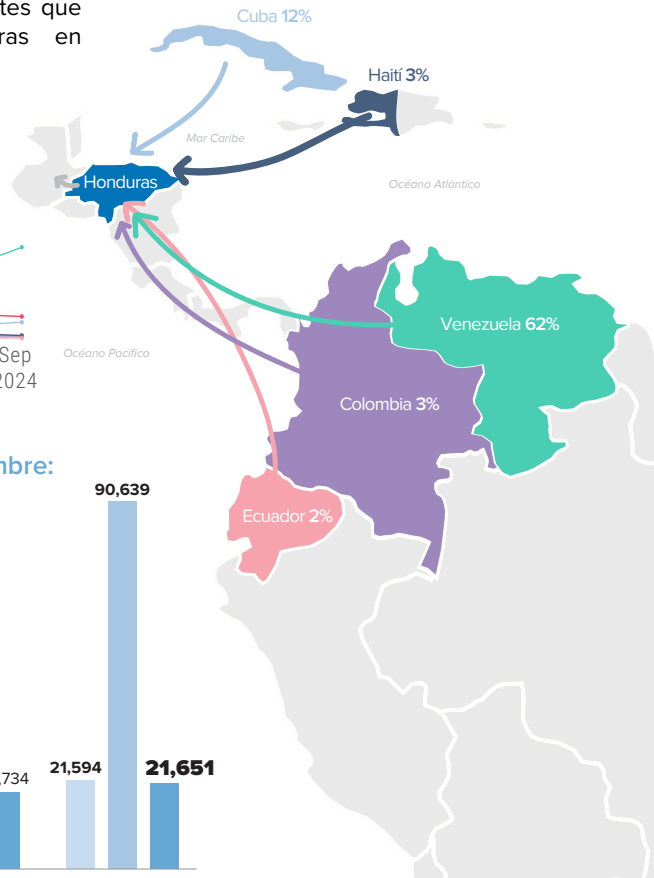 tes que
ras en
Cuba 12%
Haití 3%
Mar Caribe
Océano Atlántico
Honduras
Venezuela 62%
Sep
2024
Océano Pacífico
Colombia 3%
mbre:
90,639
Ecuador 2%
21,594
21,651
,734